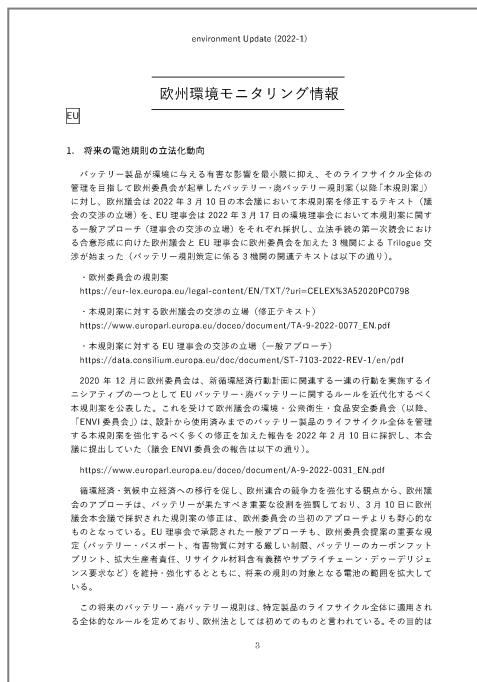 environment Update (2022-1)
欧州環境モニタリング情報
EU
1. 将来の電池規則の立法化動向
バッテリー製品が環境に与える有害な影響を最小限に抑え、そのライフサイクル全体の
管理を目指して欧州委員会が起草したバッテリー・廃バッテリー規則案(以降「本規則案」)
に対し、欧州議会は 2022 年 3 月 10 日の本会議において本規則案を修正するテキスト(議
会の交渉の立場)を、EU 理事会は 2022 年 3 月 17 日の環境理事会において本規則案に関す
る一般アプローチ(理事会の交渉の立場)をそれぞれ採択し、立法手続の第一次読会におけ
る合意形成に向けた欧州議会と EU 理事会に欧州委員会を加えた 3 機関による Trilogue 交
渉が始まった(バッテリー規則策定に係る 3 機関の関連テキストは以下の通り)。
・欧州委員会の規則案
https://eur-lex.europa.eu/legal-content/EN/TXT/?uri=CELEX%3A52020PC0798
・本規則案に対する欧州議会の交渉の立場(修正テキスト)
https://www.europarl.europa.eu/doceo/document/TA-9-2022-0077_EN.pdf
・本規則案に対する EU 理事会の交渉の立場(一般アプローチ)
https://data.consilium.europa.eu/doc/document/ST-7103-2022-REV-1/en/pdf
2020 年 12 月に欧州委員会は、新循環経済行動計画に関連する一連の行動を実施するイ
ニシアティブの一つとして EU バッテリー・廃バッテリーに関するルールを近代化するべく
本規則案を公表した。これを受けて欧州議会の環境・公衆衛生・食品安全委員会(以降、
「ENVI 委員会」)は、設計から使用済みまでのバッテリー製品のライフサイクル全体を管理
する本規則案を強化するべく多くの修正を加えた報告を 2022 年 2 月 10 日に採択し、本会
議に提出していた(議会 ENVI 委員会の報告は以下の通り)。
https://www.europarl.europa.eu/doceo/document/A-9-2022-0031_EN.pdf
循環経済・気候中立経済への移行を促し、欧州連合の競争力を強化する観点から、欧州議
会のアプローチは、バッテリーが果たすべき重要な役割を強調しており、3 月 10 日に欧州
議会本会議で採択された規則案の修正は、欧州委員会の当初のアプローチよりも野心的な
ものとなっている。EU 理事会で承認された一般アプローチも、欧州委員会提案の重要な規
定(バッテリー・パスポート、有害物質に対する厳しい制限、バッテリーのカーボンフット
プリント、拡大生産者責任、リサイクル材料含有義務やサプライチェーン・デューデリジェ
ンス要求など)を維持・強化するとともに、将来の規則の対象となる電池の範囲を拡大して
いる。
この将来のバッテリー・廃バッテリー規則は、特定製品のライフサイクル全体に適用され
る全体的なルールを定めており、欧州法としては初めてのものと言われている。その目的は
3